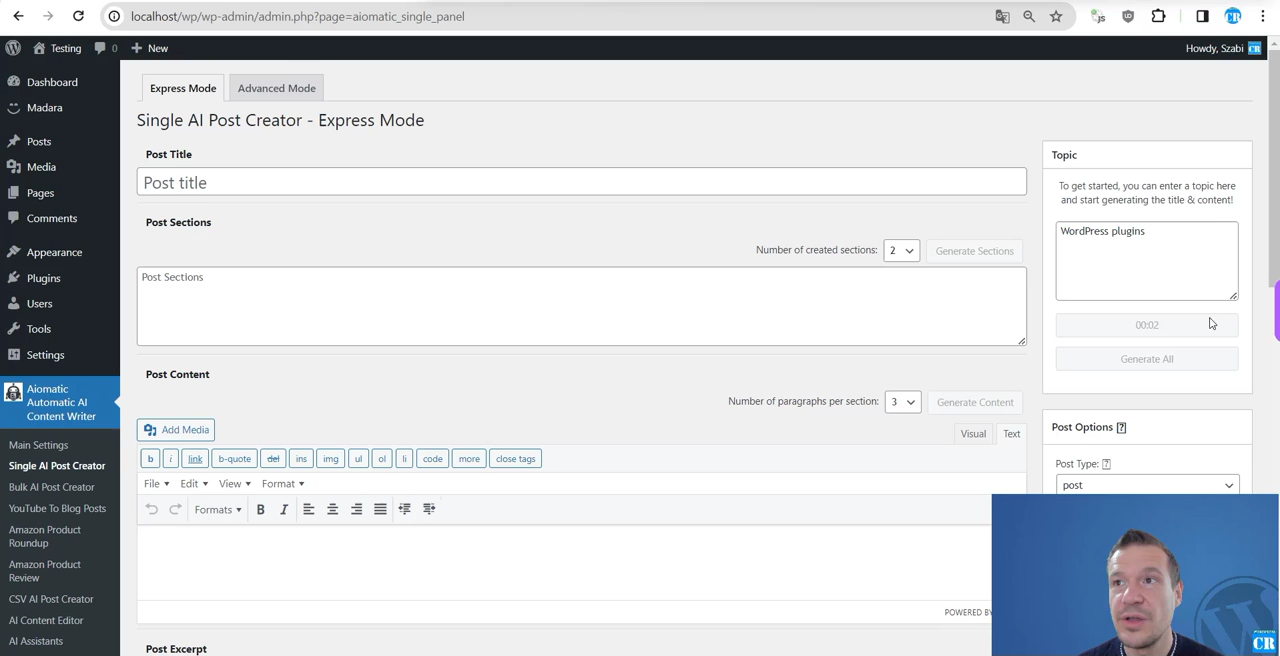 localhost/wp/wp-admin/admin.php?page=aiomatic_single_panel
Testing
0
New
Howdy, Szabi
CR
Dashboard
Madara
Posts
Media
Pages
Comments
Appearance
Plugins
Users
Tools
Settings
Aiomatic
Automatic AI
Content Writer
Main Settings
Single AI Post Creator
Bulk AI Post Creator
YouTube To Blog Posts
Amazon Product
Roundup
Amazon Product
Review
CSV AI Post Creator
AI Content Editor
AI Assistants
Express Mode
Advanced Mode
Single AI Post Creator - Express Mode
Post Title
Post title
Post Sections
Number of created sections:
2
Generate Sections
Post Sections
Post Content
Number of paragraphs per section:
3
Generate Content
Add Media
Visual
Text
b
i
link
b-quote
del
ins
img
ul
ol
li
code
more
close tags
File
Edit
View
Format
Formats
B
I
POWERED BY
Post Excerpt
Topic
To get started, you can enter a topic here
and start generating the title & content!
WordPress plugins
00:02
Generate All
Post Options [?]
Post Type: [?]
post
CR